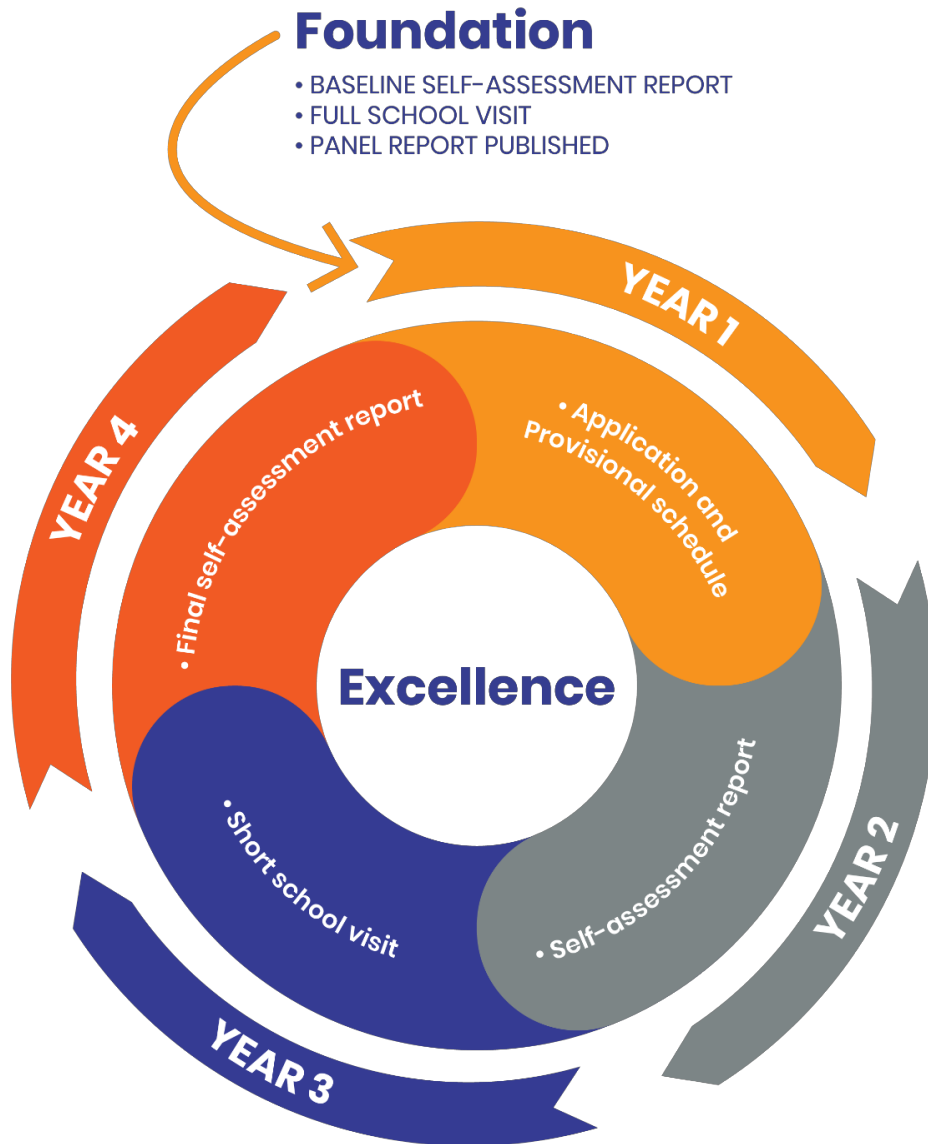 Foundation
• BASELINE SELF-ASSESSMENT REPORT
• FULL SCHOOL VISIT
• PANEL REPORT PUBLISHED
YEAR 1
• Application and
Provisional schedule
YEAR 2
• Self-assessment report
YEAR 3
• Short school visit
YEAR 4
• Final self-assessment report
Excellence